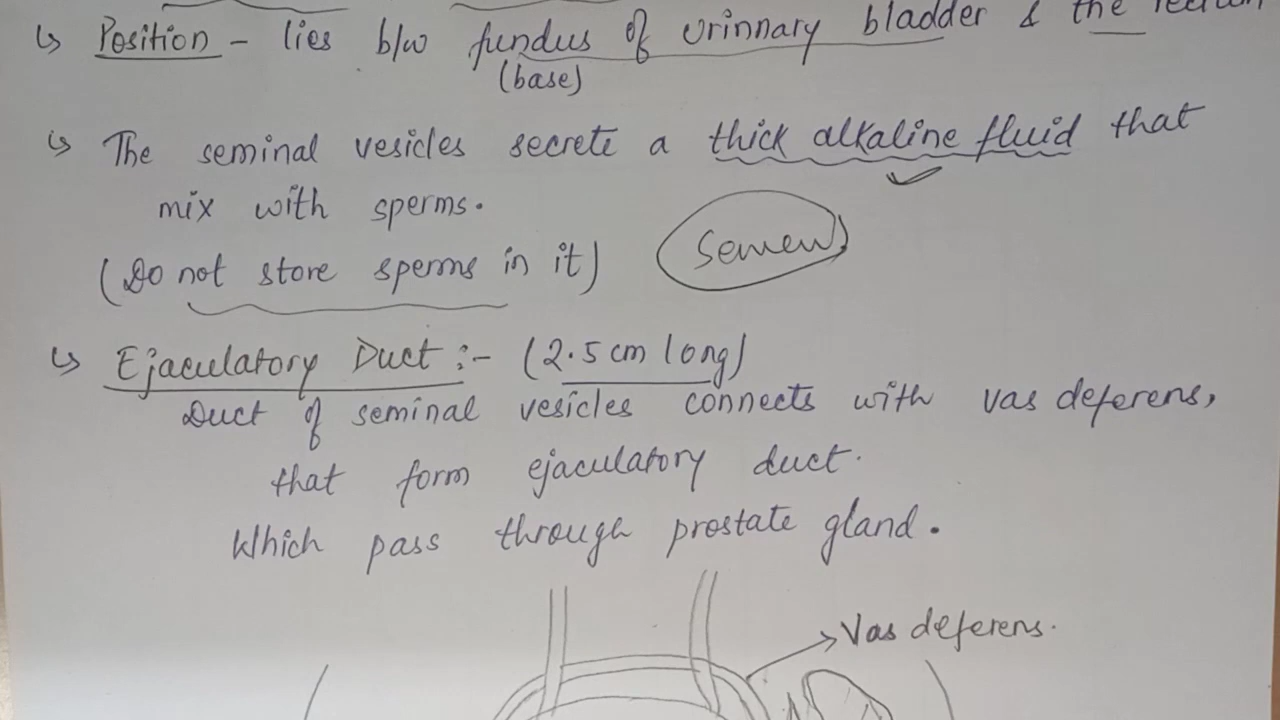 ↳ Position - lies b/w fundus of Urinnary bladder & the
(base)
↳ The seminal vesicles secrete a thick alkaline fluid that
mix with sperms.
(Do not store sperms in it) Semen
↳ Ejaculatory Duct :- (2.5 cm long)
Duct of seminal vesicles connects with vas deferens,
that form ejaculatory duct.
Which pass through prostate gland.
Vas deferens.